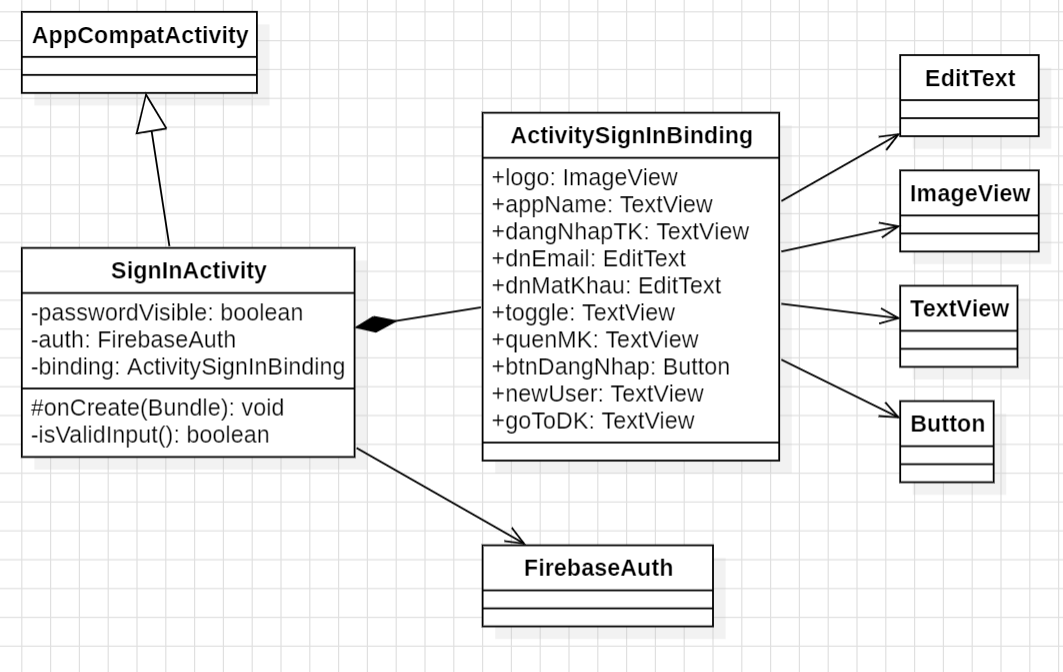 AppCompatActivity
SignInActivity
-passwordVisible: boolean
-auth: FirebaseAuth
-binding: ActivitySignInBinding
#onCreate(Bundle): void
-isValidInput(): boolean
ActivitySignInBinding
+logo: ImageView
+appName: TextView
+dangNhapTK: TextView
+dnEmail: EditText
+dnMatKhau: EditText
+toggle: TextView
+quenMK: TextView
+btnDangNhap: Button
+newUser: TextView
+goToDK: TextView
EditText
ImageView
TextView
Button
FirebaseAuth